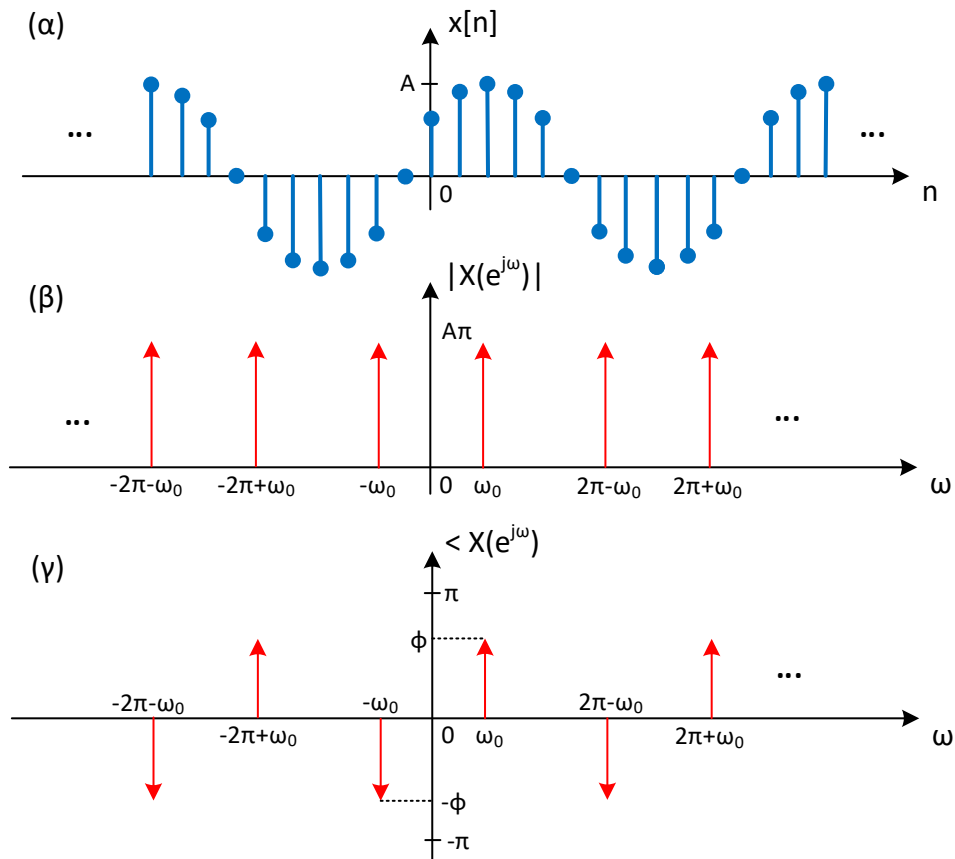 (α)
x[n]
A
...
...
0
n
(β)
|X(e^{jω})|
Aπ
...
...
-2π-ω₀
-2π+ω₀
-ω₀
0
ω₀
2π-ω₀
2π+ω₀
ω
(γ)
< X(e^{jω})
π
ϕ
...
-2π-ω₀
-ω₀
2π-ω₀
-2π+ω₀
0
ω₀
2π+ω₀
ω
-ϕ
-π